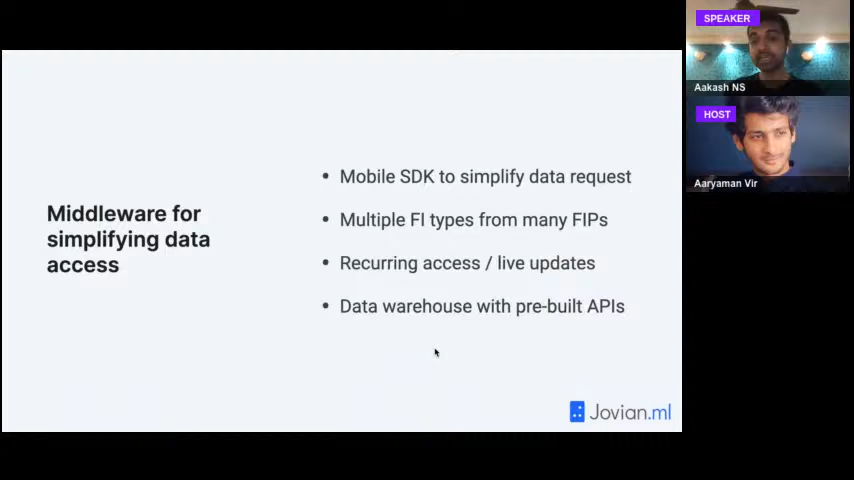 Middleware for
simplifying data
access
• Mobile SDK to simplify data request
• Multiple FI types from many FIPs
• Recurring access / live updates
• Data warehouse with pre-built APIs
Jovian.ml
SPEAKER
Aakash NS
HOST
Aaryaman Vir